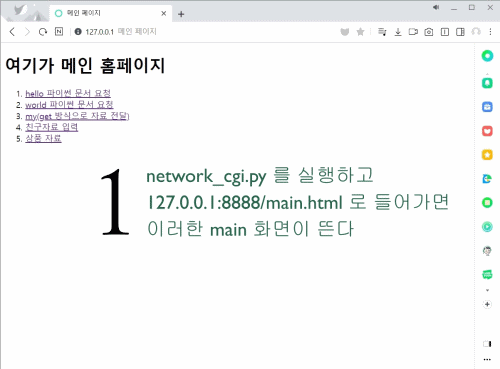 메인 페이지
127.0.0.1 메인 페이지
여기가 메인 홈페이지
1. hello 파이썬 문서 요청
2. world 파이썬 문서 요청
3. my(get 방식으로 자료 전달)
4. 친구자료 입력
5. 상품 자료
1
network_cgi.py 를 실행하고
127.0.0.1:8888/main.html 로 들어가면
이러한 main 화면이 뜬다